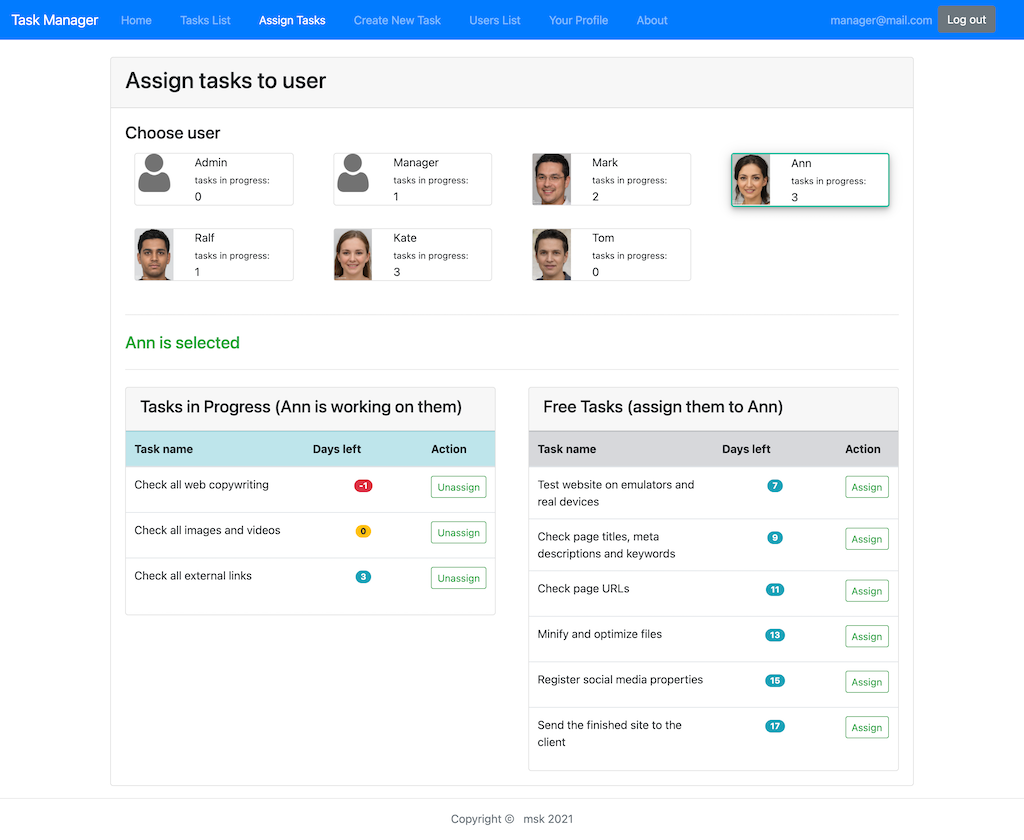 Task Manager Home Tasks List Assign Tasks Create New Task Users List Your Profile About manager@mail.com Log out
Assign tasks to user
Choose user
Admin
tasks in progress:
0
Manager
tasks in progress:
1
Mark
tasks in progress:
2
Ann
tasks in progress:
3
Ralf
tasks in progress:
1
Kate
tasks in progress:
3
Tom
tasks in progress:
0
Ann is selected
Tasks in Progress (Ann is working on them)
Task name Days left Action
Check all web copywriting -1 Unassign
Check all images and videos 0 Unassign
Check all external links 3 Unassign
Free Tasks (assign them to Ann)
Task name Days left Action
Test website on emulators and 7 Assign
real devices
Check page titles, meta 9 Assign
descriptions and keywords
Check page URLs 11 Assign
Minify and optimize files 13 Assign
Register social media properties 15 Assign
Send the finished site to the 17 Assign
client
Copyright © msk 2021